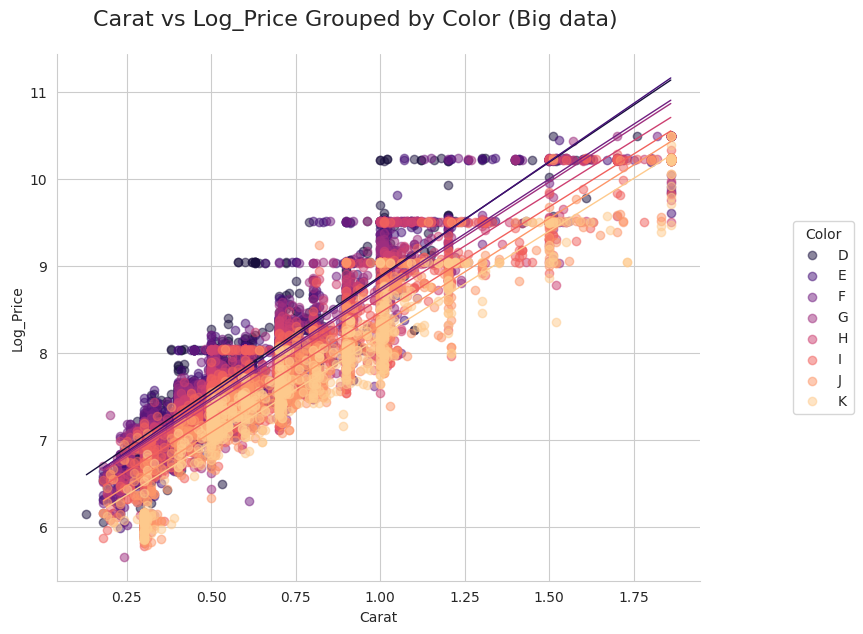 Carat vs Log_Price Grouped by Color (Big data)
11
10
9
8
7
6
Log_Price
0.25 0.50 0.75 1.00 1.25 1.50 1.75
Carat
Color
D
E
F
G
H
I
J
K